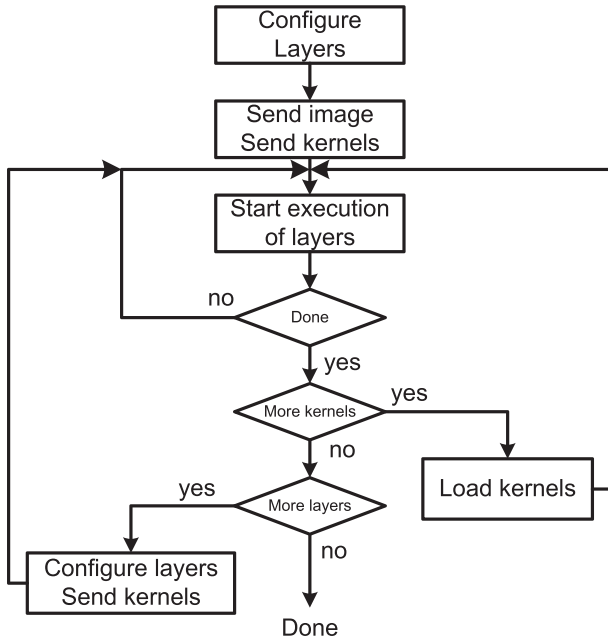 Configure
Layers
Send image
Send kernels
Start execution
of layers
no
Done
yes
More kernels
yes
no
Load kernels
yes
More layers
no
Configure layers
Send kernels
Done